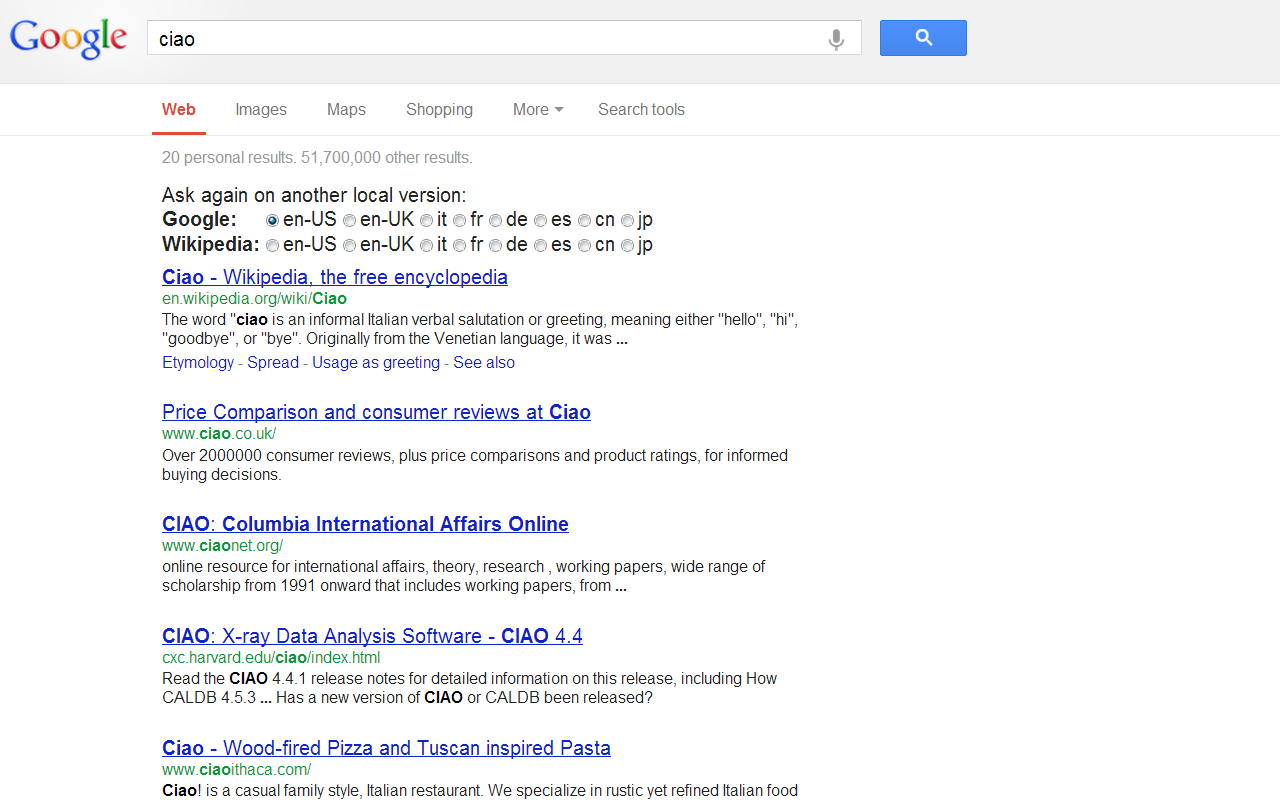 Google ciao
Web Images Maps Shopping More Search tools
20 personal results. 51,700,000 other results.
Ask again on another local version:
Google: en-US en-UK it fr de es cn jp
Wikipedia: en-US en-UK it fr de es cn jp
Ciao - Wikipedia, the free encyclopedia
en.wikipedia.org/wiki/Ciao
The word "ciao is an informal Italian verbal salutation or greeting, meaning either "hello", "hi",
"goodbye", or "bye". Originally from the Venetian language, it was ...
Etymology - Spread - Usage as greeting - See also
Price Comparison and consumer reviews at Ciao
www.ciao.co.uk/
Over 2000000 consumer reviews, plus price comparisons and product ratings, for informed
buying decisions.
CIAO: Columbia International Affairs Online
www.ciaonet.org/
online resource for international affairs, theory, research , working papers, wide range of
scholarship from 1991 onward that includes working papers, from ...
CIAO: X-ray Data Analysis Software - CIAO 4.4
cxc.harvard.edu/ciao/index.html
Read the CIAO 4.4.1 release notes for detailed information on this release, including How
CALDB 4.5.3 ... Has a new version of CIAO or CALDB been released?
Ciao - Wood-fired Pizza and Tuscan inspired Pasta
www.ciaoithaca.com/
Ciao! is a casual family style, Italian restaurant. We specialize in rustic yet refined Italian food